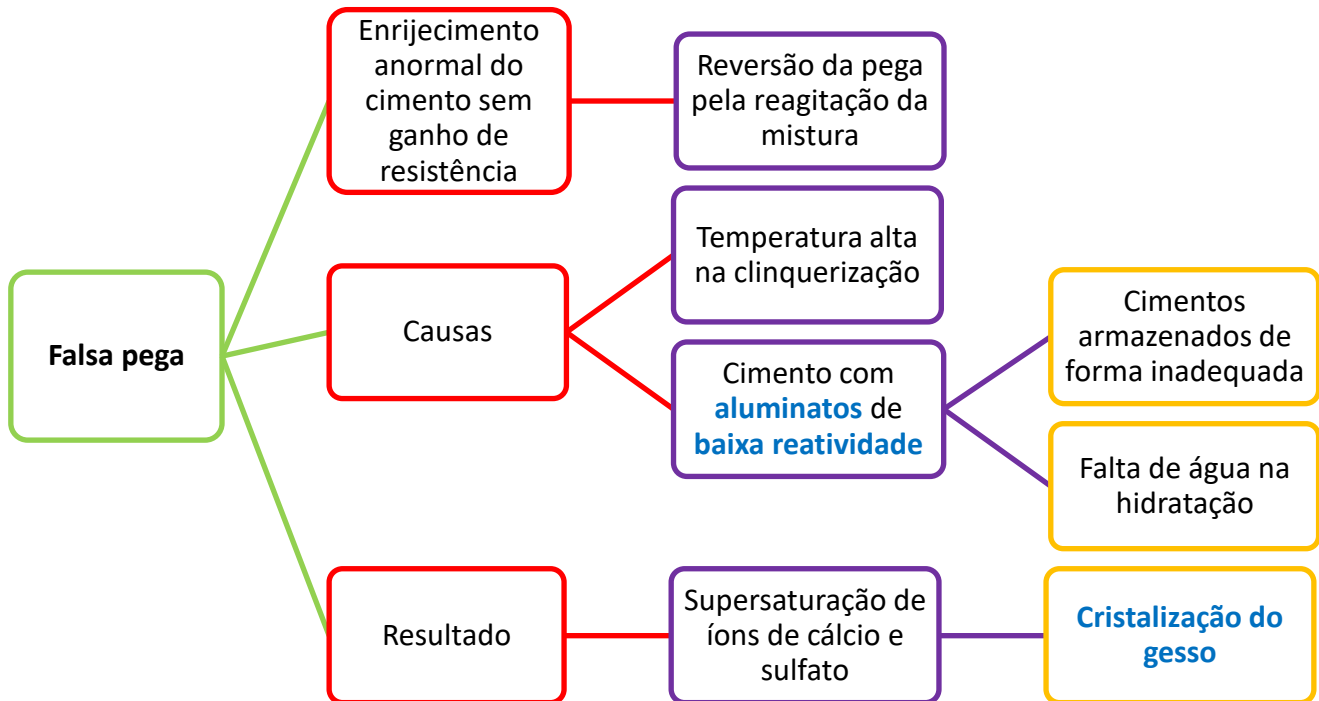 Falsa pega
Enrijecimento
anormal do
cimento sem
ganho de
resistência
Reversão da pega
pela reagitação da
mistura
Causas
Temperatura alta
na clinquerização
Cimento com
aluminatos de
baixa reatividade
Cimentos
armazenados de
forma inadequada
Falta de água na
hidratação
Resultado
Supersaturação de
íons de cálcio e
sulfato
Cristalização do
gesso